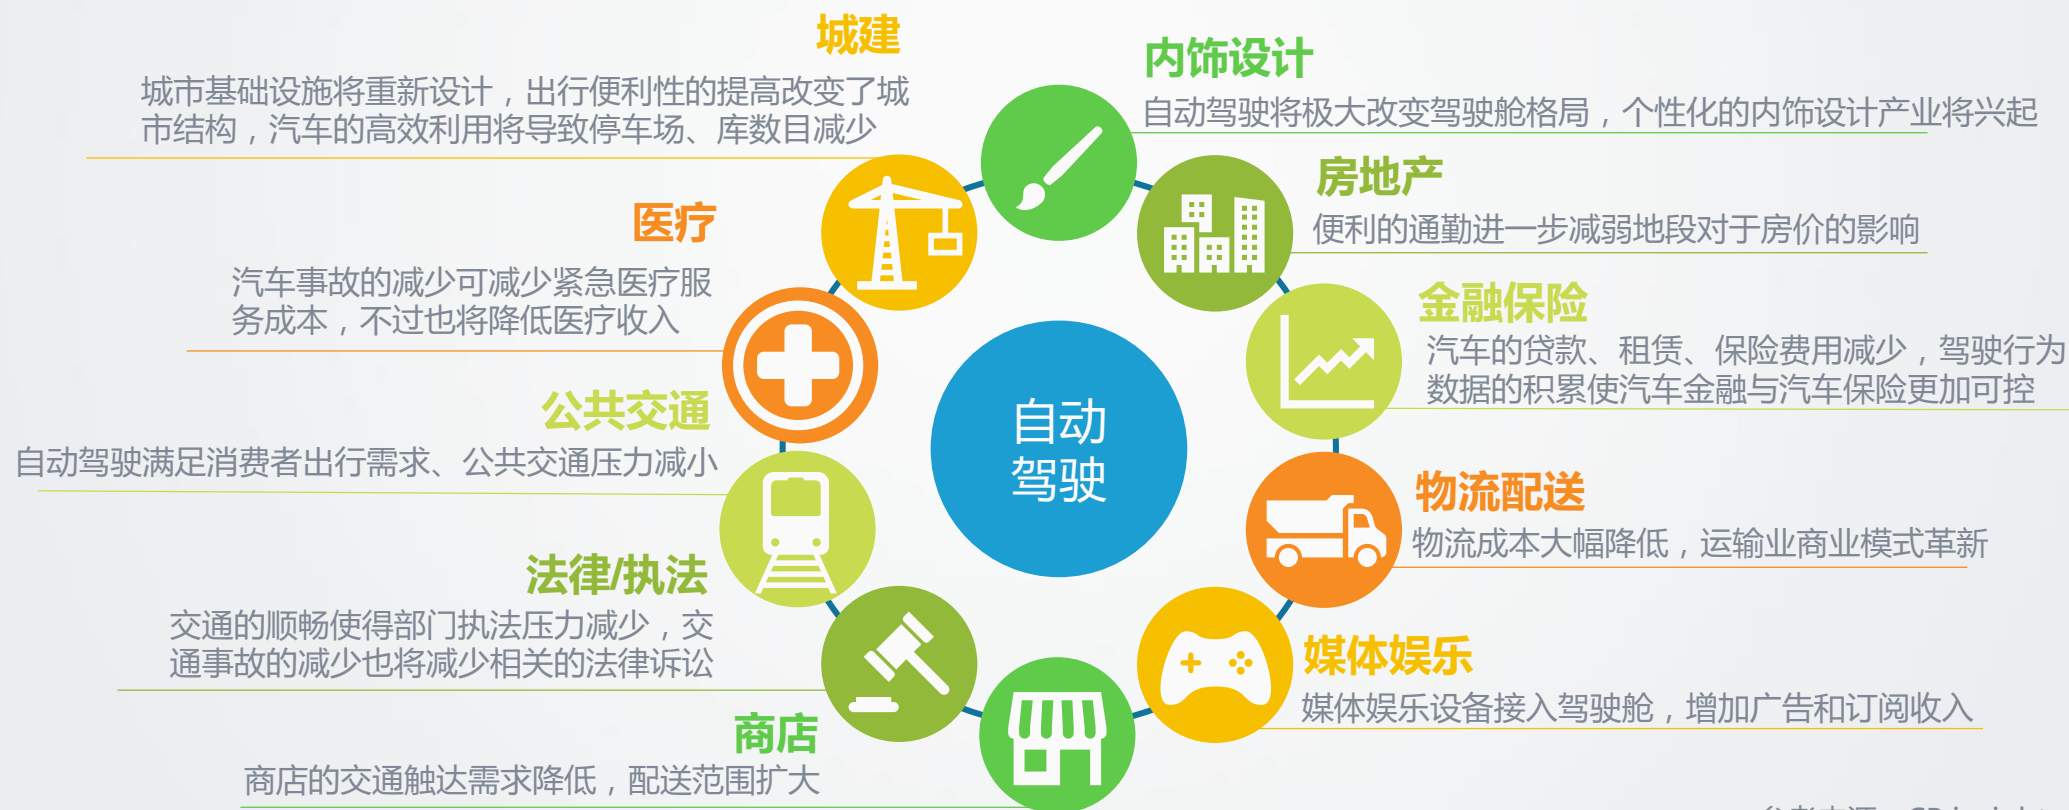 城建
城市基础设施将重新设计，出行便利性的提高改变了城
市结构，汽车的高效利用将导致停车场、库数目减少
内饰设计
自动驾驶将极大改变驾驶舱格局，个性化的内饰设计产业将兴起
房地产
便利的通勤进一步减弱地段对于房价的影响
医疗
汽车事故的减少可减少紧急医疗服
务成本，不过也将降低医疗收入
金融保险
汽车的贷款、租赁、保险费用减少，驾驶行为
数据的积累使汽车金融与汽车保险更加可控
公共交通
自动驾驶满足消费者出行需求、公共交通压力减小
自动
驾驶
物流配送
物流成本大幅降低，运输业商业模式革新
法律/执法
交通的顺畅使得部门执法压力减少，交
通事故的减少也将减少相关的法律诉讼
媒体娱乐
媒体娱乐设备接入驾驶舱，增加广告和订阅收入
商店
商店的交通触达需求降低，配送范围扩大